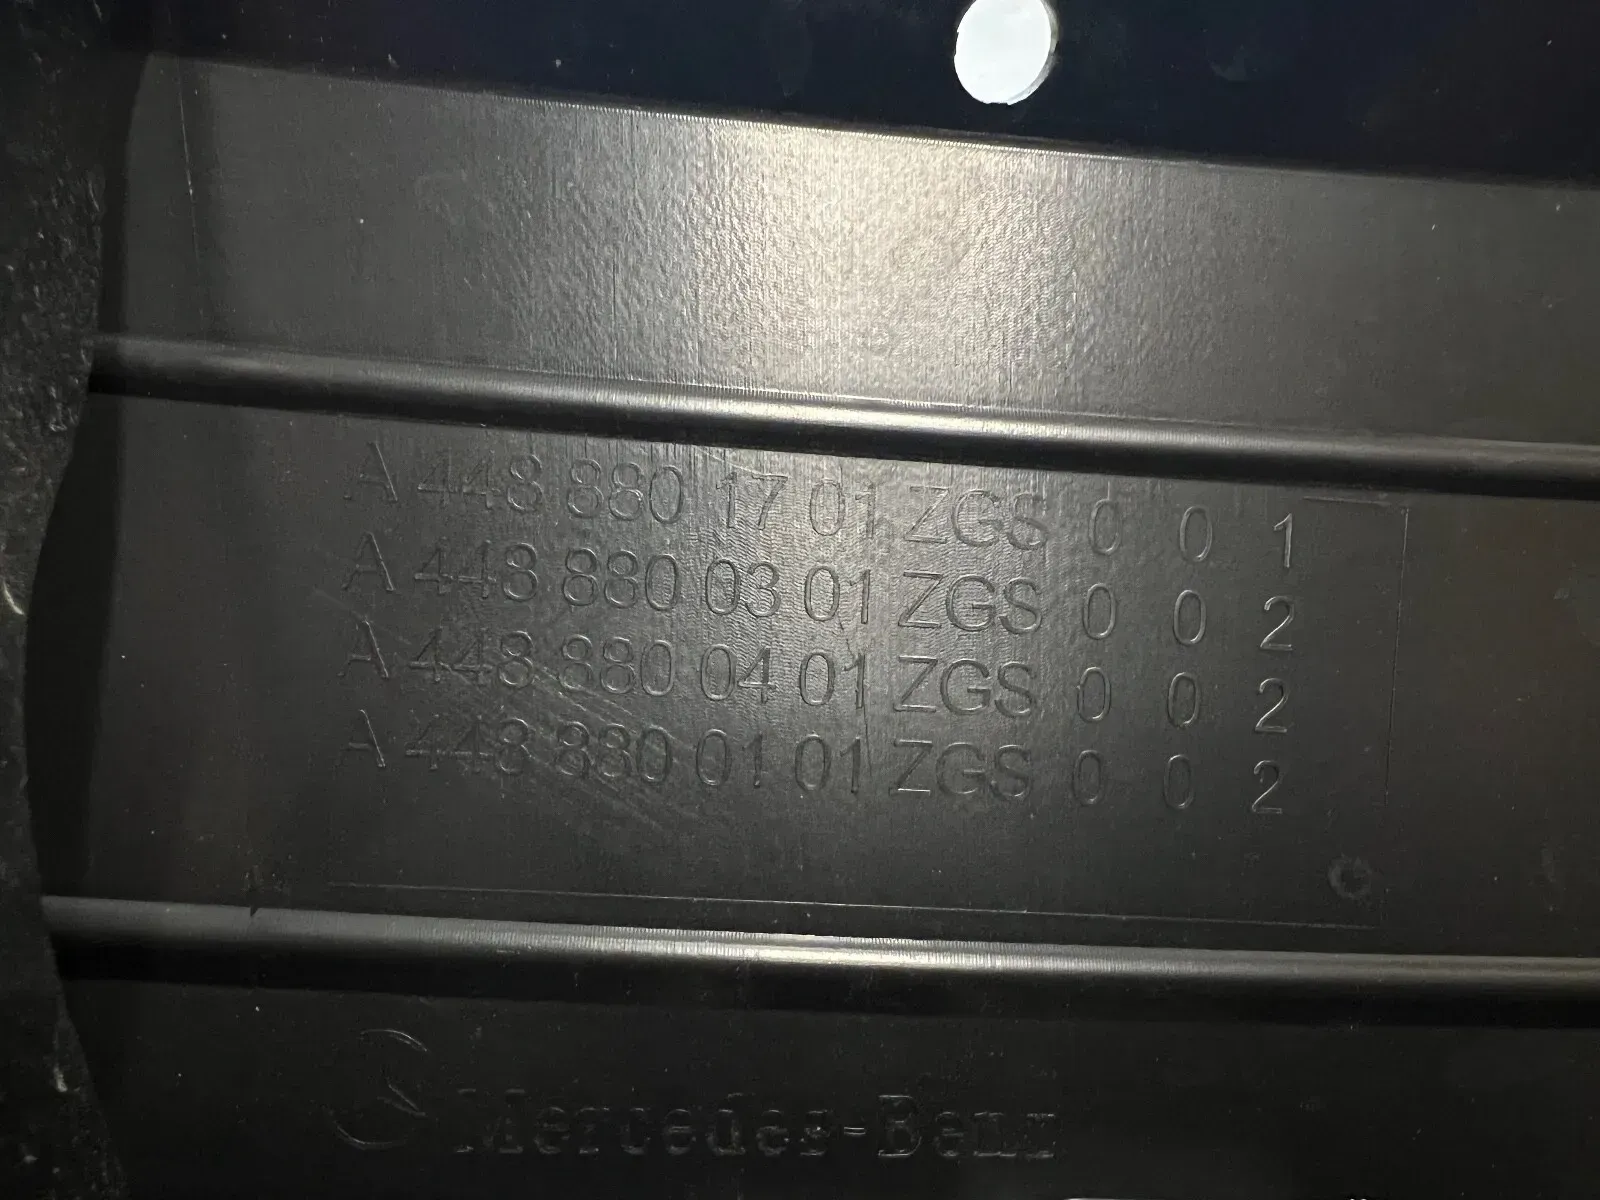 A 448 880 17 01 ZGS 0 0 1
A 448 880 03 01 ZGS 0 0 2
A 448 880 04 01 ZGS 0 0 2
A 448 880 01 01 ZGS 0 0 2
Mercedes-Benz